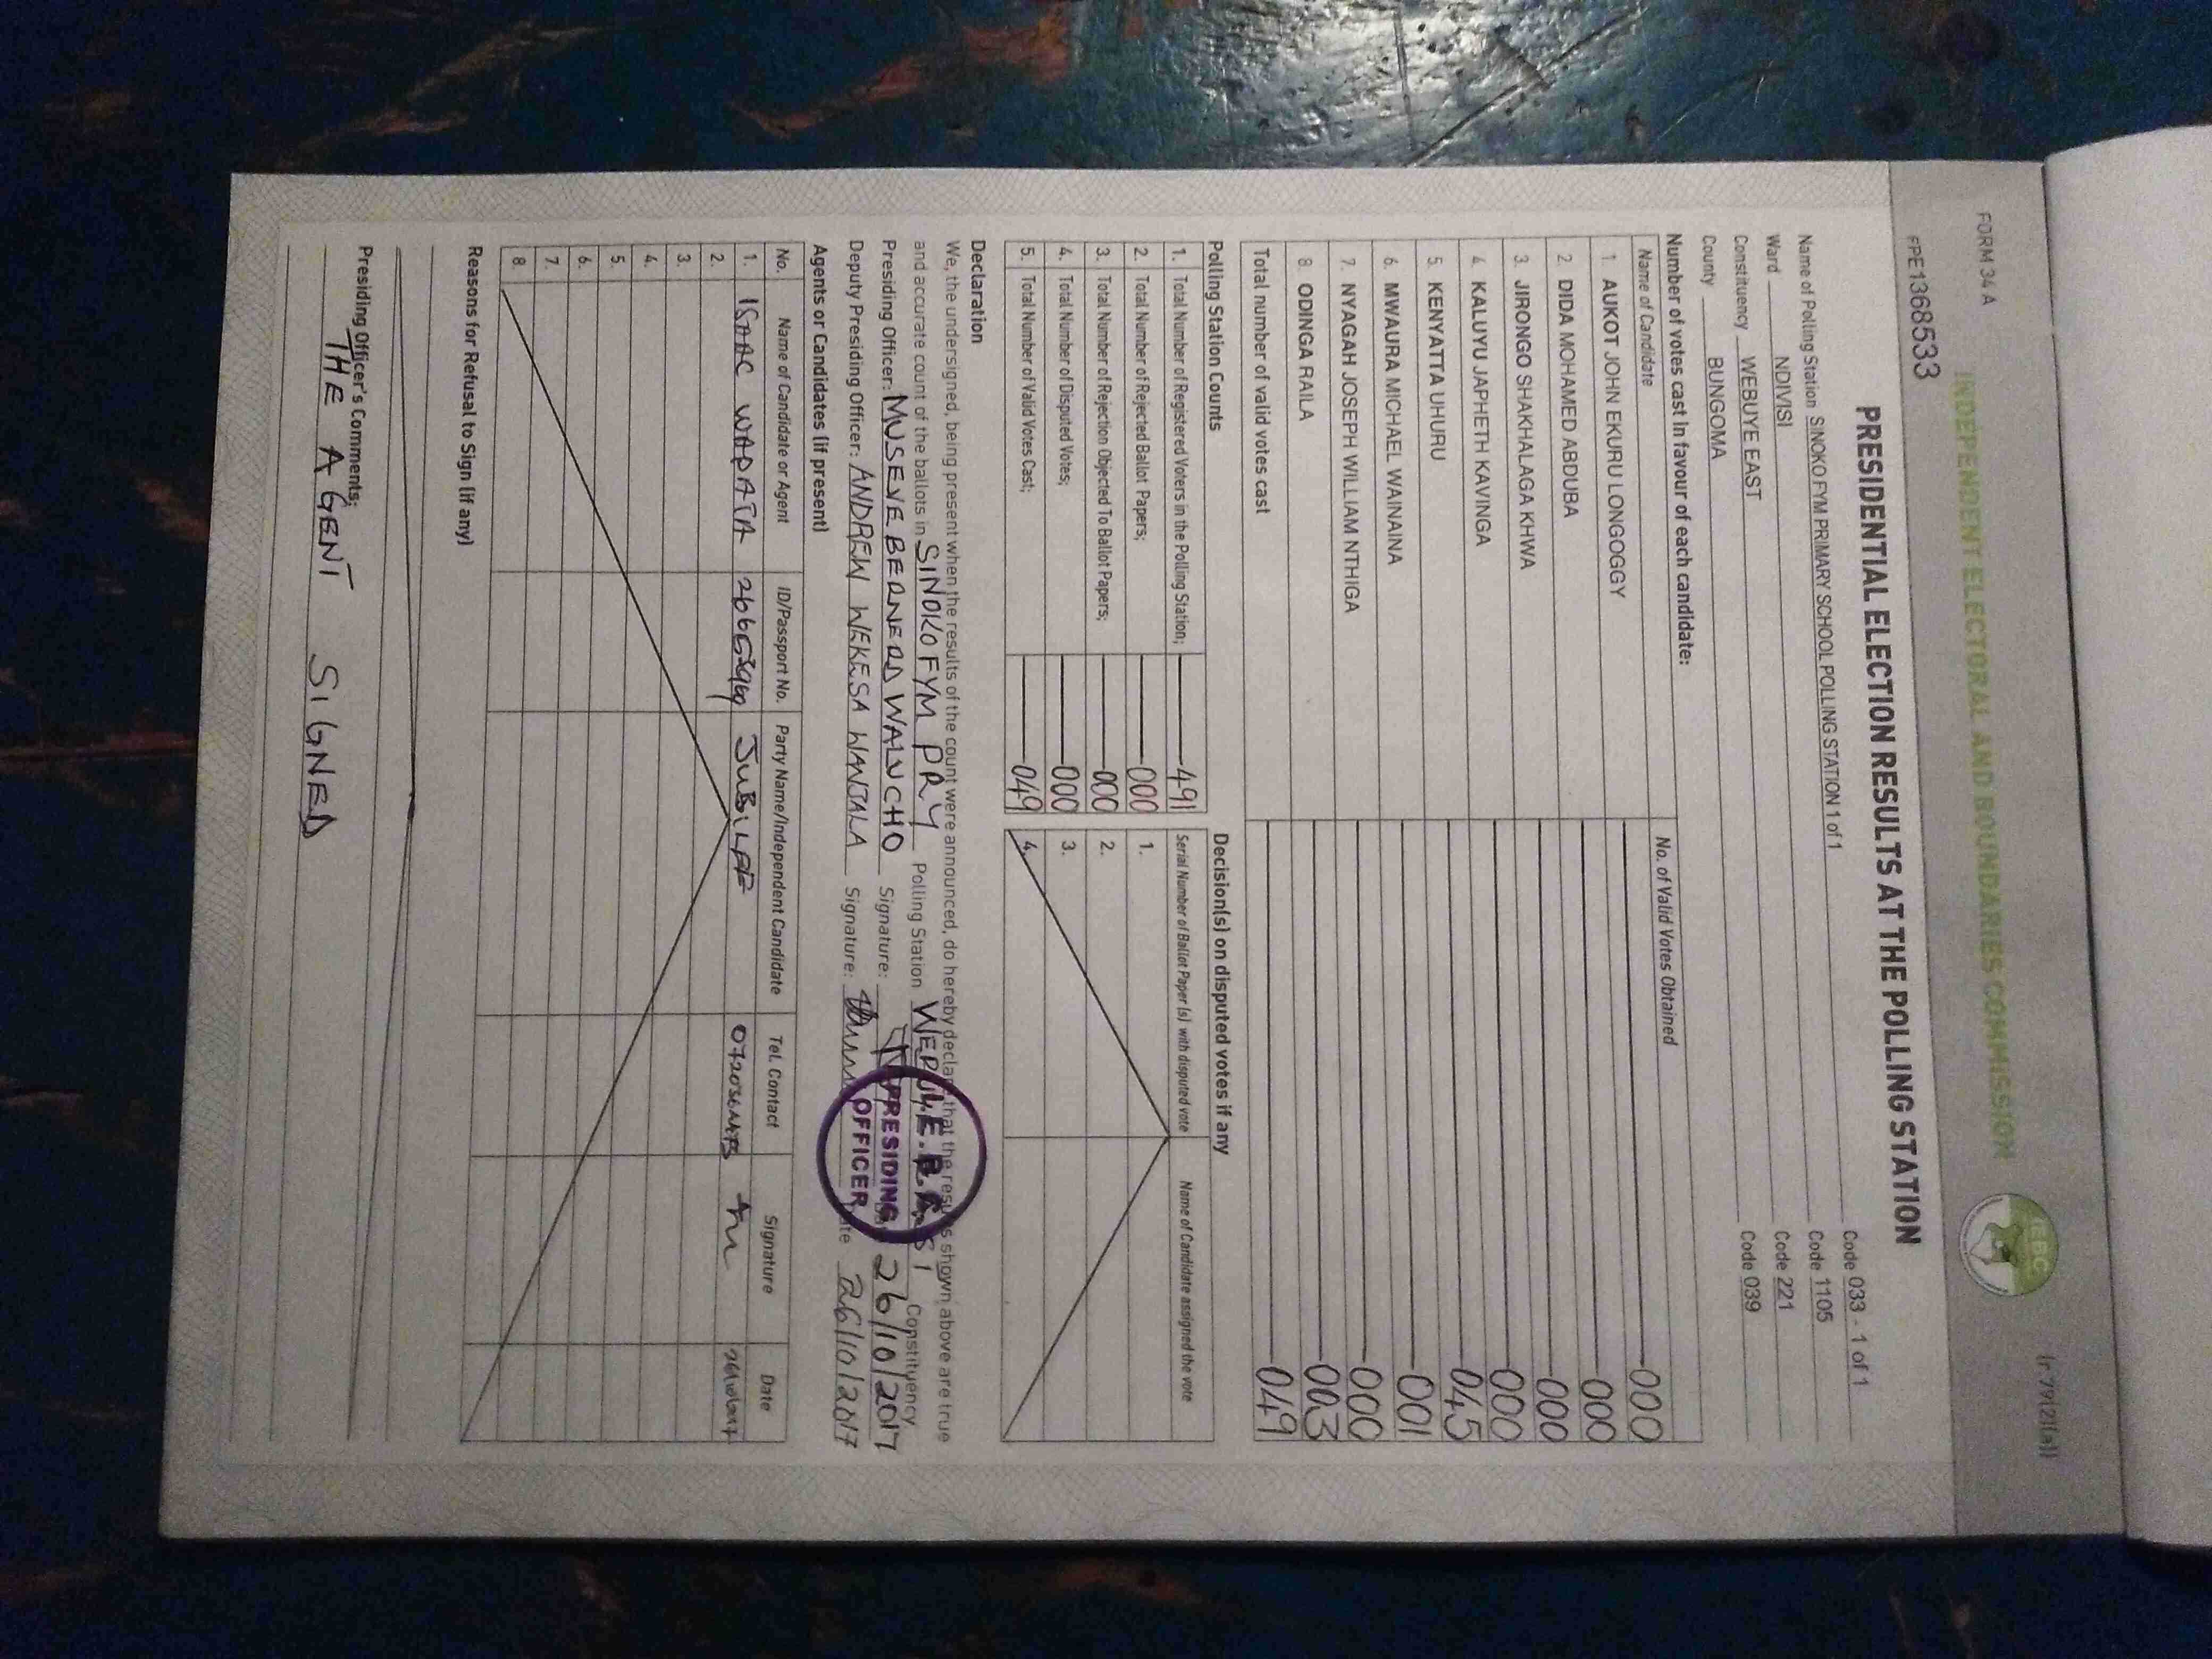 FORM 34 A
(r 79(2)(a))
INDEPENDENT ELECTORAL AND BOUNDARIES COMMISSION
IEBC
PPE1368533
PRESIDENTIAL ELECTION RESULTS AT THE POLLING STATION
Name of Polling Station SINOKO FYM PRIMARY SCHOOL POLLING STATION 1 of 1 Code 033 - 1 of 1
Ward NDIVISI Code 1105
Constituency WEBUYE EAST Code 221
County BUNGOMA Code 039
Number of votes cast in favour of each candidate:
Name of Candidate No. of Valid Votes Obtained
1. AUKOT JOHN EKURU LONGOGGY 000
2. DIDA MOHAMED ABDUBA 000
3. JIRONGO SHAKHALAGA KHWA 000
4. KALUYU JAPHETH KAVINGA 000
5. KENYATTA UHURU 045
6. MWAURA MICHAEL WAINAINA 001
7. NYAGAH JOSEPH WILLIAM NTHIGA 000
8 ODINGA RAILA 003
Total number of valid votes cast 049
Polling Station Counts
1. Total Number of Registered Voters in the Polling Station; 491
2. Total Number of Rejected Ballot Papers; 000
3. Total Number of Rejection Objected To Ballot Papers; 000
4. Total Number of Disputed Votes; 000
5. Total Number of Valid Votes Cast; 049
Decision(s) on disputed votes if any
Serial Number of Ballot Paper (s) with disputed vote Name of Candidate assigned the vote
1.
2.
3.
4.
Declaration
We, the undersigned, being present when the results of the count were announced, do hereby declare that the results shown above are true
and accurate count of the ballots in SINOKO FYM PRY Polling Station Constituency
Presiding Officer: MUSEVE BERNERD WALUCHO Signature: 26/10/2017
Deputy Presiding Officer: ANDREW WEKESA WANJALA Signature: Date 26/10/2017
PRESIDING
OFFICER
Agents or Candidates (if present)
No. Name of Candidate or Agent ID/Passport No. Party Name/Independent Candidate Tel. Contact Signature Date
1. ISAAC WAPATA JUBILEE 26/10/2017
2.
3.
4.
5.
6.
7.
8.
Reasons for Refusal to Sign (if any)
Presiding Officer's Comments;
THE AGENT SIGNED